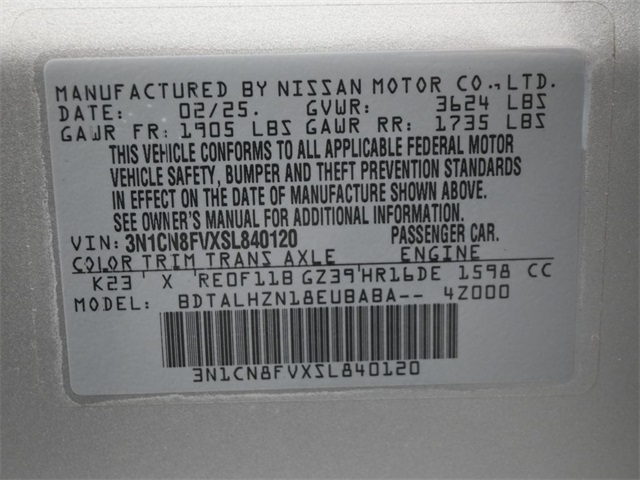 MANUFACTURED BY NISSAN MOTOR CO.,LTD.
DATE: 02/25. GVWR: 3624 LBS
GAWR FR: 1905 LBS GAWR RR: 1735 LBS
THIS VEHICLE CONFORMS TO ALL APPLICABLE FEDERAL MOTOR
VEHICLE SAFETY, BUMPER AND THEFT PREVENTION STANDARDS
IN EFFECT ON THE DATE OF MANUFACTURE SHOWN ABOVE.
SEE OWNER'S MANUAL FOR ADDITIONAL INFORMATION.
VIN: 3N1CN8FVXSL840120 PASSENGER CAR.
COLOR TRIM TRANS AXLE ENGINE
K23 X RE0F11B GZ39 HR16DE 1598 CC
MODEL: BDTALHZN18EUBABA-- 4Z000
3N1CN8FVXSL840120